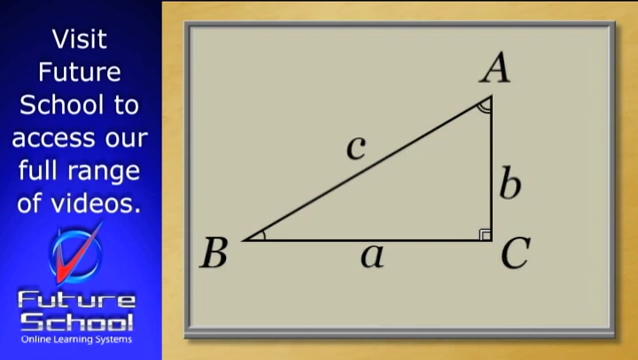 Visit
Future
School to
access our
full range
of videos.
Future
School
Online Learning Systems
A
c
b
B
a
C